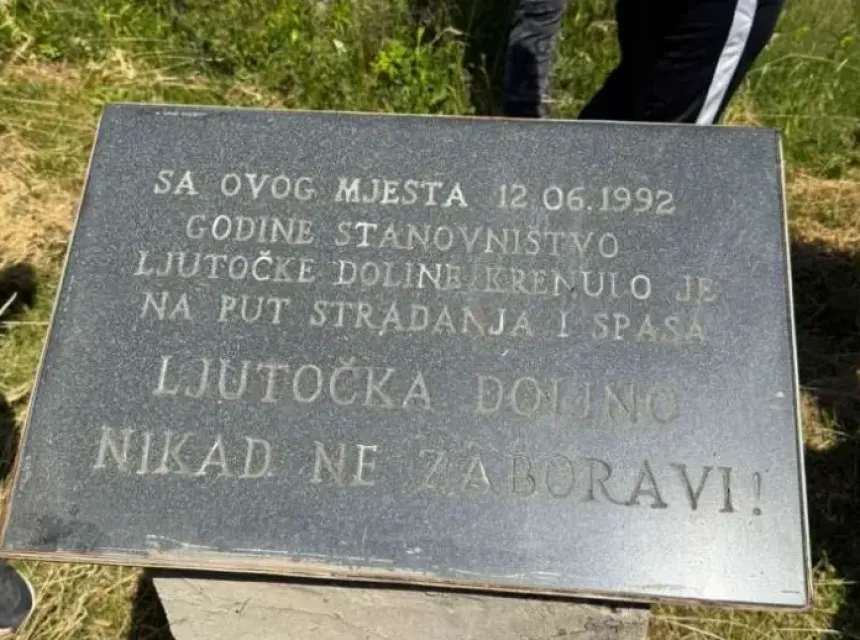 SA OVOG MJESTA 12.06.1992
GODINE STANOVNIŠTVO
LJUTOČKE DOLINE KRENULO JE
NA PUT STRADANJA I SPASA
LJUTOČKA DOLINO
NIKAD NE ZABORAVI!